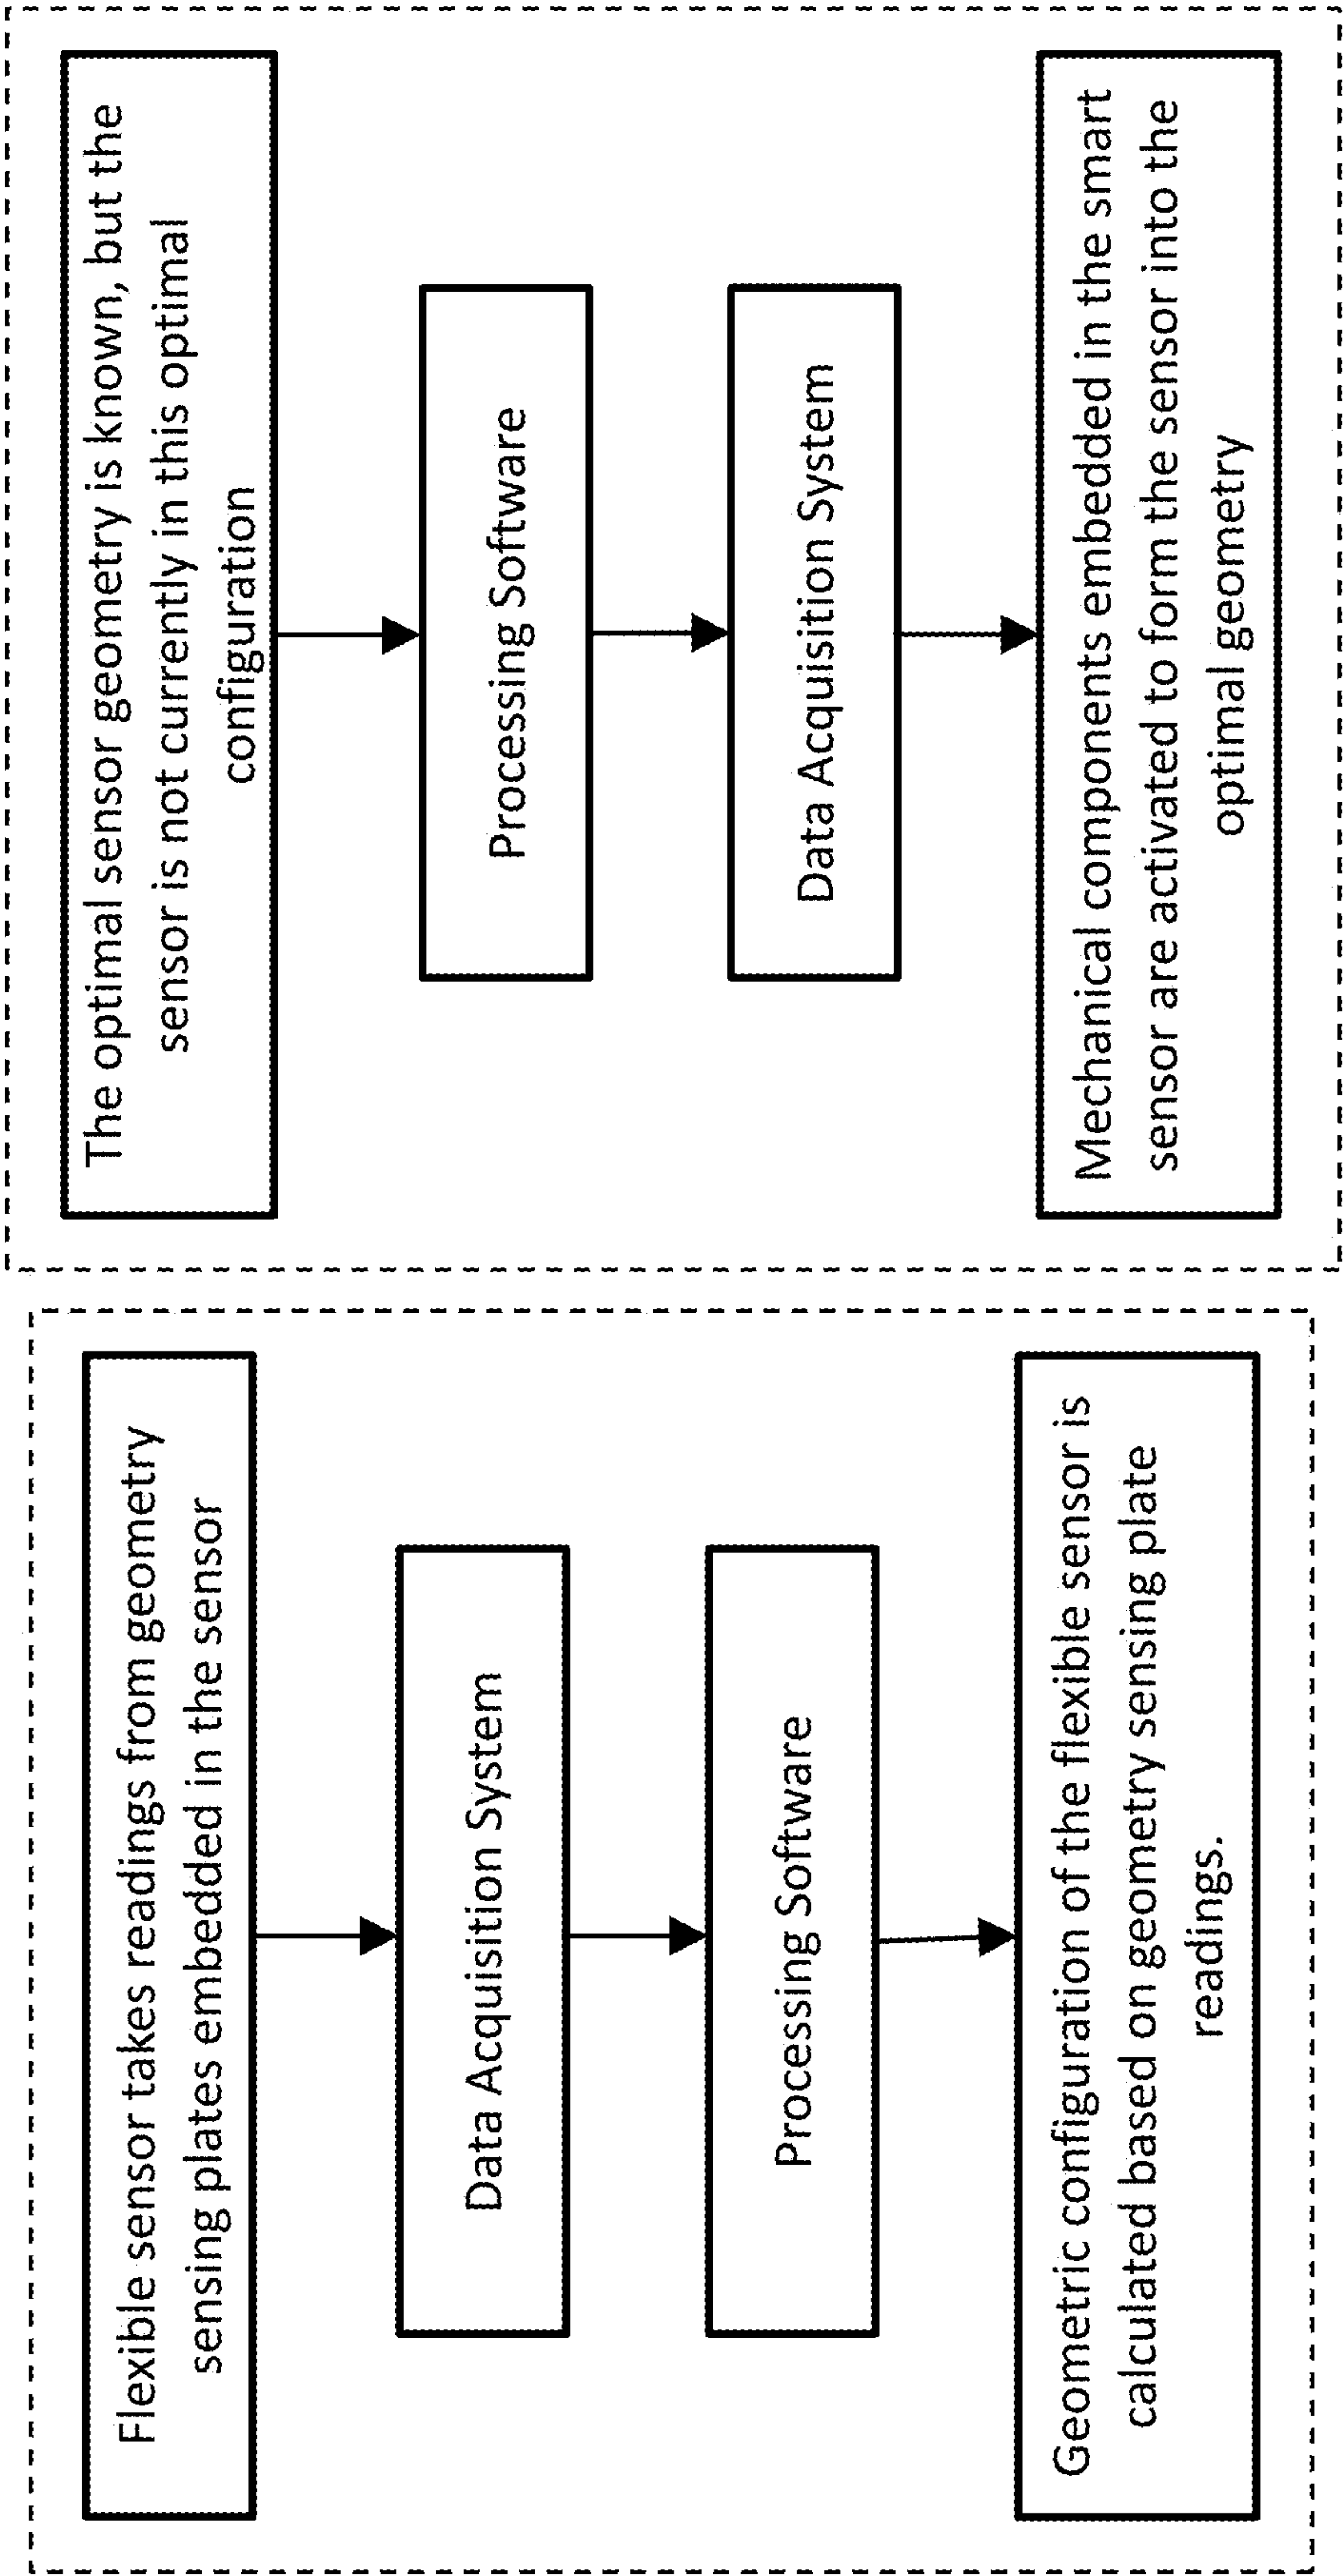 Flexible sensor takes readings from geometry
sensing plates embedded in the sensor
Data Acquisition System
Processing Software
Geometric configuration of the flexible sensor is
calculated based on geometry sensing plate
readings.
The optimal sensor geometry is known, but the
sensor is not currently in this optimal
configuration
Processing Software
Data Acquisition System
Mechanical components embedded in the smart
sensor are activated to form the sensor into the
optimal geometry